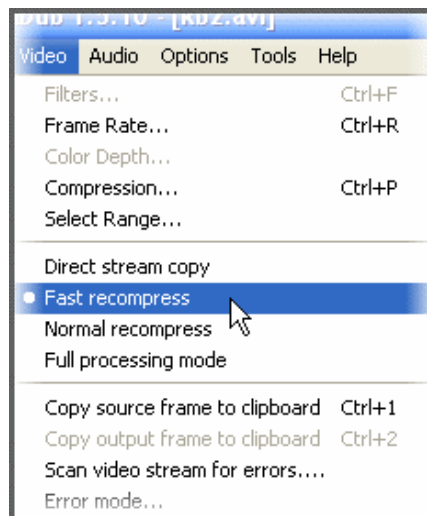 Dub 1.5.10 - [kbz.avi]
Video Audio Options Tools Help
Filters... Ctrl+F
Frame Rate... Ctrl+R
Color Depth...
Compression... Ctrl+P
Select Range...
Direct stream copy
Fast recompress
Normal recompress
Full processing mode
Copy source frame to clipboard Ctrl+1
Copy output frame to clipboard Ctrl+2
Scan video stream for errors....
Error mode...